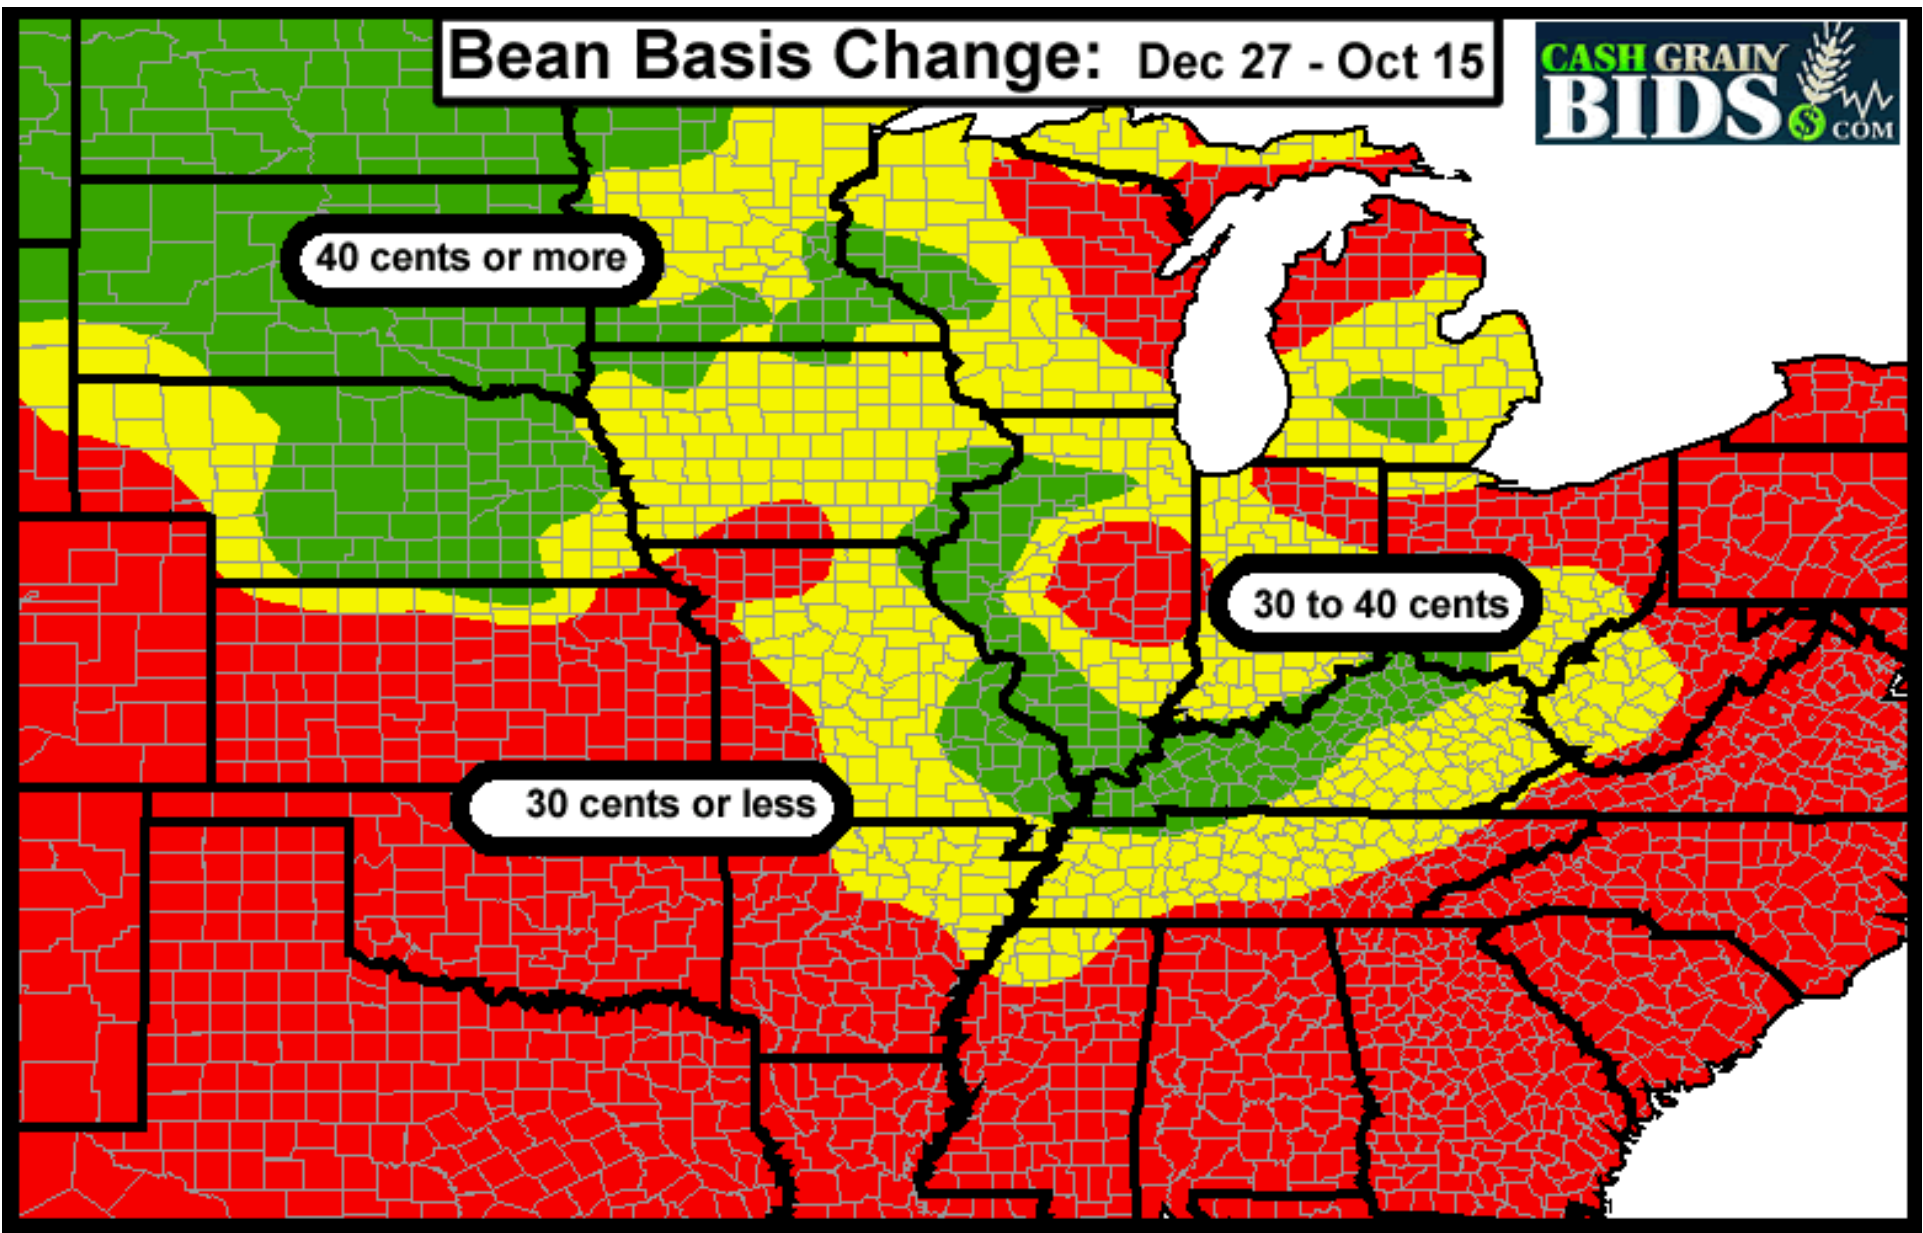 Bean Basis Change: Dec 27 - Oct 15
CASH GRAIN
BIDS
$
.COM
40 cents or more
30 to 40 cents
30 cents or less